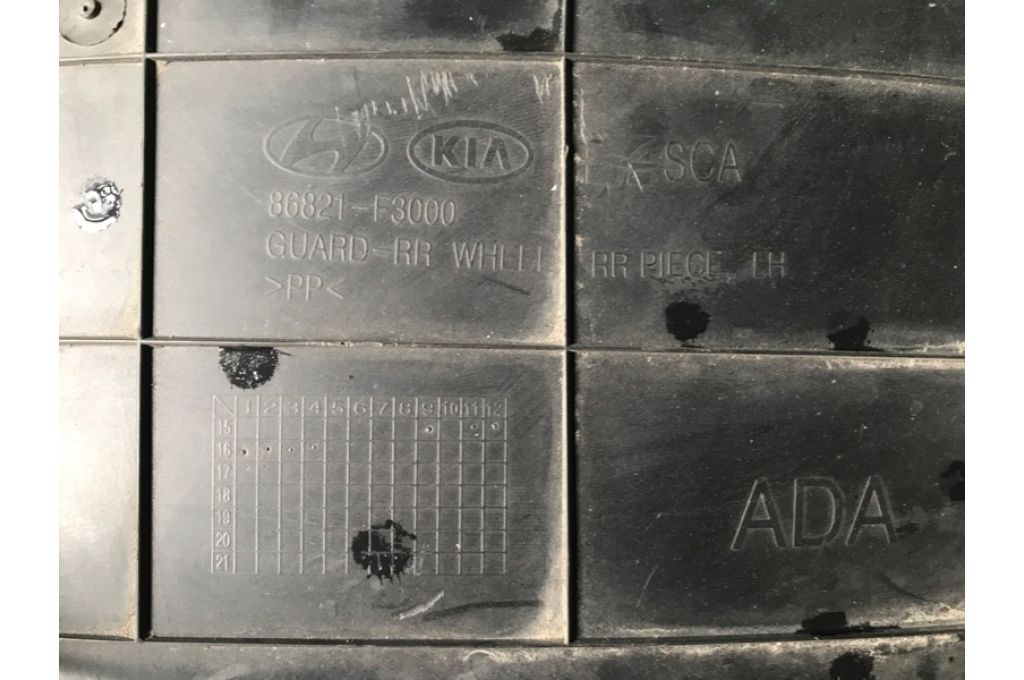 KIA SCA
86821-F3000
GUARD-RR WHEEL RR PIECE, LH
>PP<
1 2 3 4 5 6 7 8 9 10 11 12
15
16
17
18
19
20
21
ADA